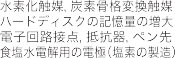 水素化触媒, 炭素骨格変換触媒
ハードディスクの記憶量の増大
電子回路接点, 抵抗器, ペン先
食塩水電解用の電極(塩素の製造)